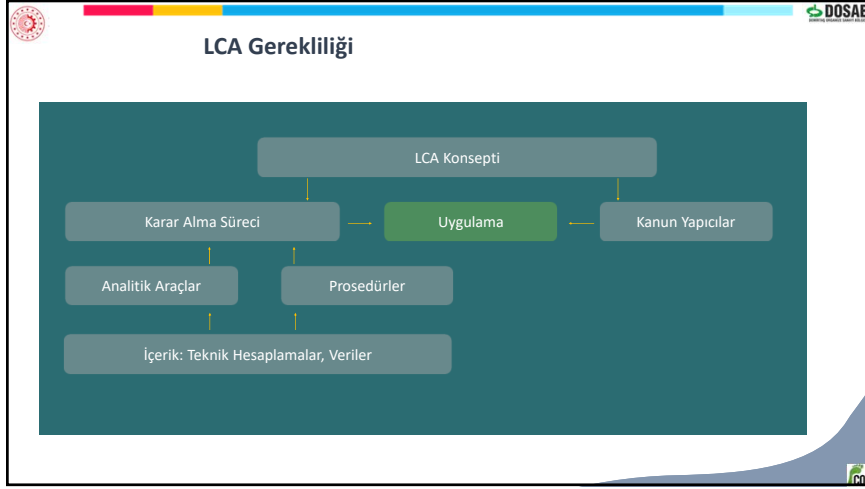 DOSAB
LCA Gerekliliği
LCA Konsepti
Karar Alma Süreci
Uygulama
Kanun Yapıcılar
Analitik Araçlar
Prosedürler
İçerik: Teknik Hesaplamalar, Veriler